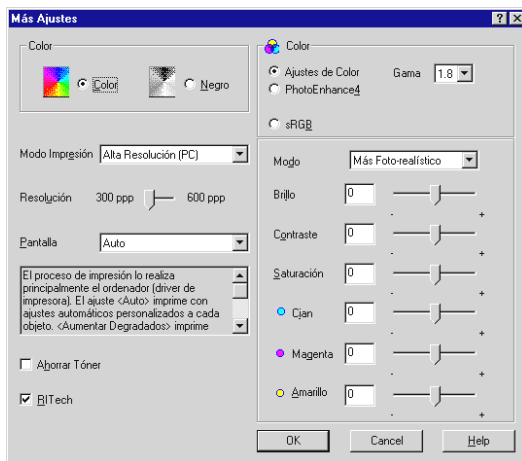 Más Ajustes
Color
Color
Negro
Modo Impresión
Alta Resolución (PC)
Resolución
300 ppp
600 ppp
Pantalla
Auto
El proceso de impresión lo realiza
principalmente el ordenador (driver de
impresora). El ajuste <Auto> imprime con
ajustes automáticos personalizados a cada
objeto. <Aumentar Degradados> imprime
Ahorrar Tóner
RITech
Color
Ajustes de Color
Gama
1.8
PhotoEnhance4
sRGB
Modo
Más Foto-realístico
Brillo
0
- +
Contraste
0
- +
Saturación
0
- +
Cjan
0
- +
Magenta
0
- +
Amarillo
0
- +
OK
Cancel
Help